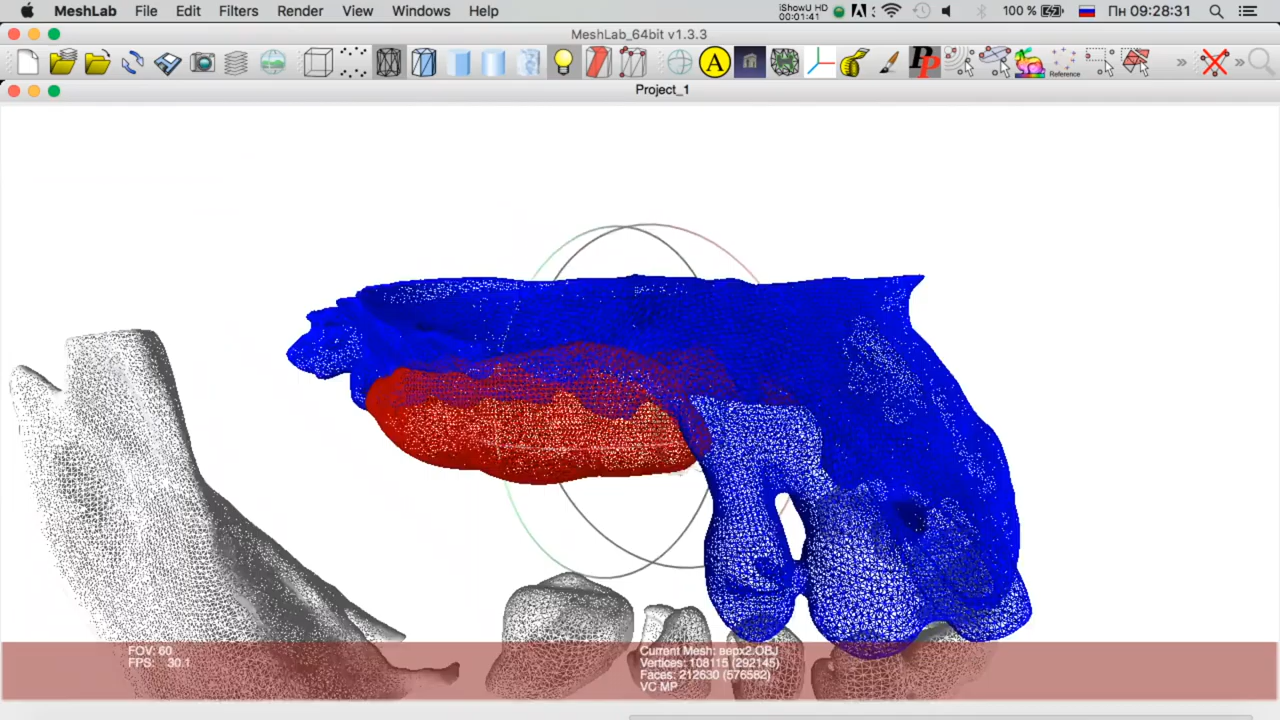 MeshLab File Edit Filters Render View Windows Help
iShowU HD
00:01:41
100 %
Пн 09:28:31
MeshLab_64bit v1.3.3
A
PP
Reference
Project_1
FOV: 60
FPS: 30.1
Current Mesh: верх2.OBJ
Vertices: 108115 (292145)
Faces: 212630 (576582)
VC MP